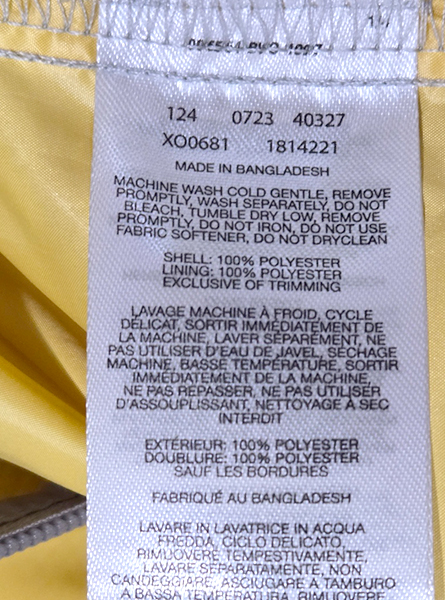 124 0723 40327
XO0681 1814221
MADE IN BANGLADESH
MACHINE WASH COLD GENTLE, REMOVE
PROMPTLY, WASH SEPARATELY, DO NOT
BLEACH, TUMBLE DRY LOW, REMOVE
PROMPTLY, DO NOT IRON, DO NOT USE
FABRIC SOFTENER, DO NOT DRYCLEAN
SHELL: 100% POLYESTER
LINING: 100% POLYESTER
EXCLUSIVE OF TRIMMING
LAVAGE MACHINE À FROID, CYCLE
DÉLICAT, SORTIR IMMÉDIATEMENT DE
LA MACHINE, LAVER SÉPARÉMENT, NE
PAS UTILISER D'EAU DE JAVEL, SÉCHAGE
MACHINE, BASSE TEMPÉRATURE, SORTIR
IMMÉDIATEMENT DE LA MACHINE,
NE PAS REPASSER, NE PAS UTILISER
D'ASSOUPLISSANT, NETTOYAGE À SEC
INTERDIT
EXTÉRIEUR: 100% POLYESTER
DOUBLURE: 100% POLYESTER
SAUF LES BORDURES
FABRIQUÉ AU BANGLADESH
LAVARE IN LAVATRICE IN ACQUA
FREDDA, CICLO DELICATO,
RIMUOVERE TEMPESTIVAMENTE,
LAVARE SEPARATAMENTE, NON
CANDEGGIARE, ASCIUGARE A TAMBURO
A BASSA TEMPERATURA, RIMUOVERE